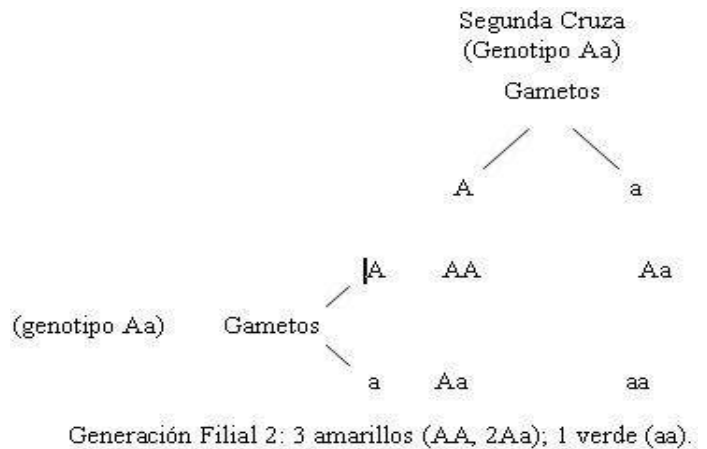 Segunda Cruza
(Genotipo Aa)
Gametos
A a
A AA Aa
(genotipo Aa) Gametos
a Aa aa
Generación Filial 2: 3 amarillos (AA, 2Aa); 1 verde (aa).